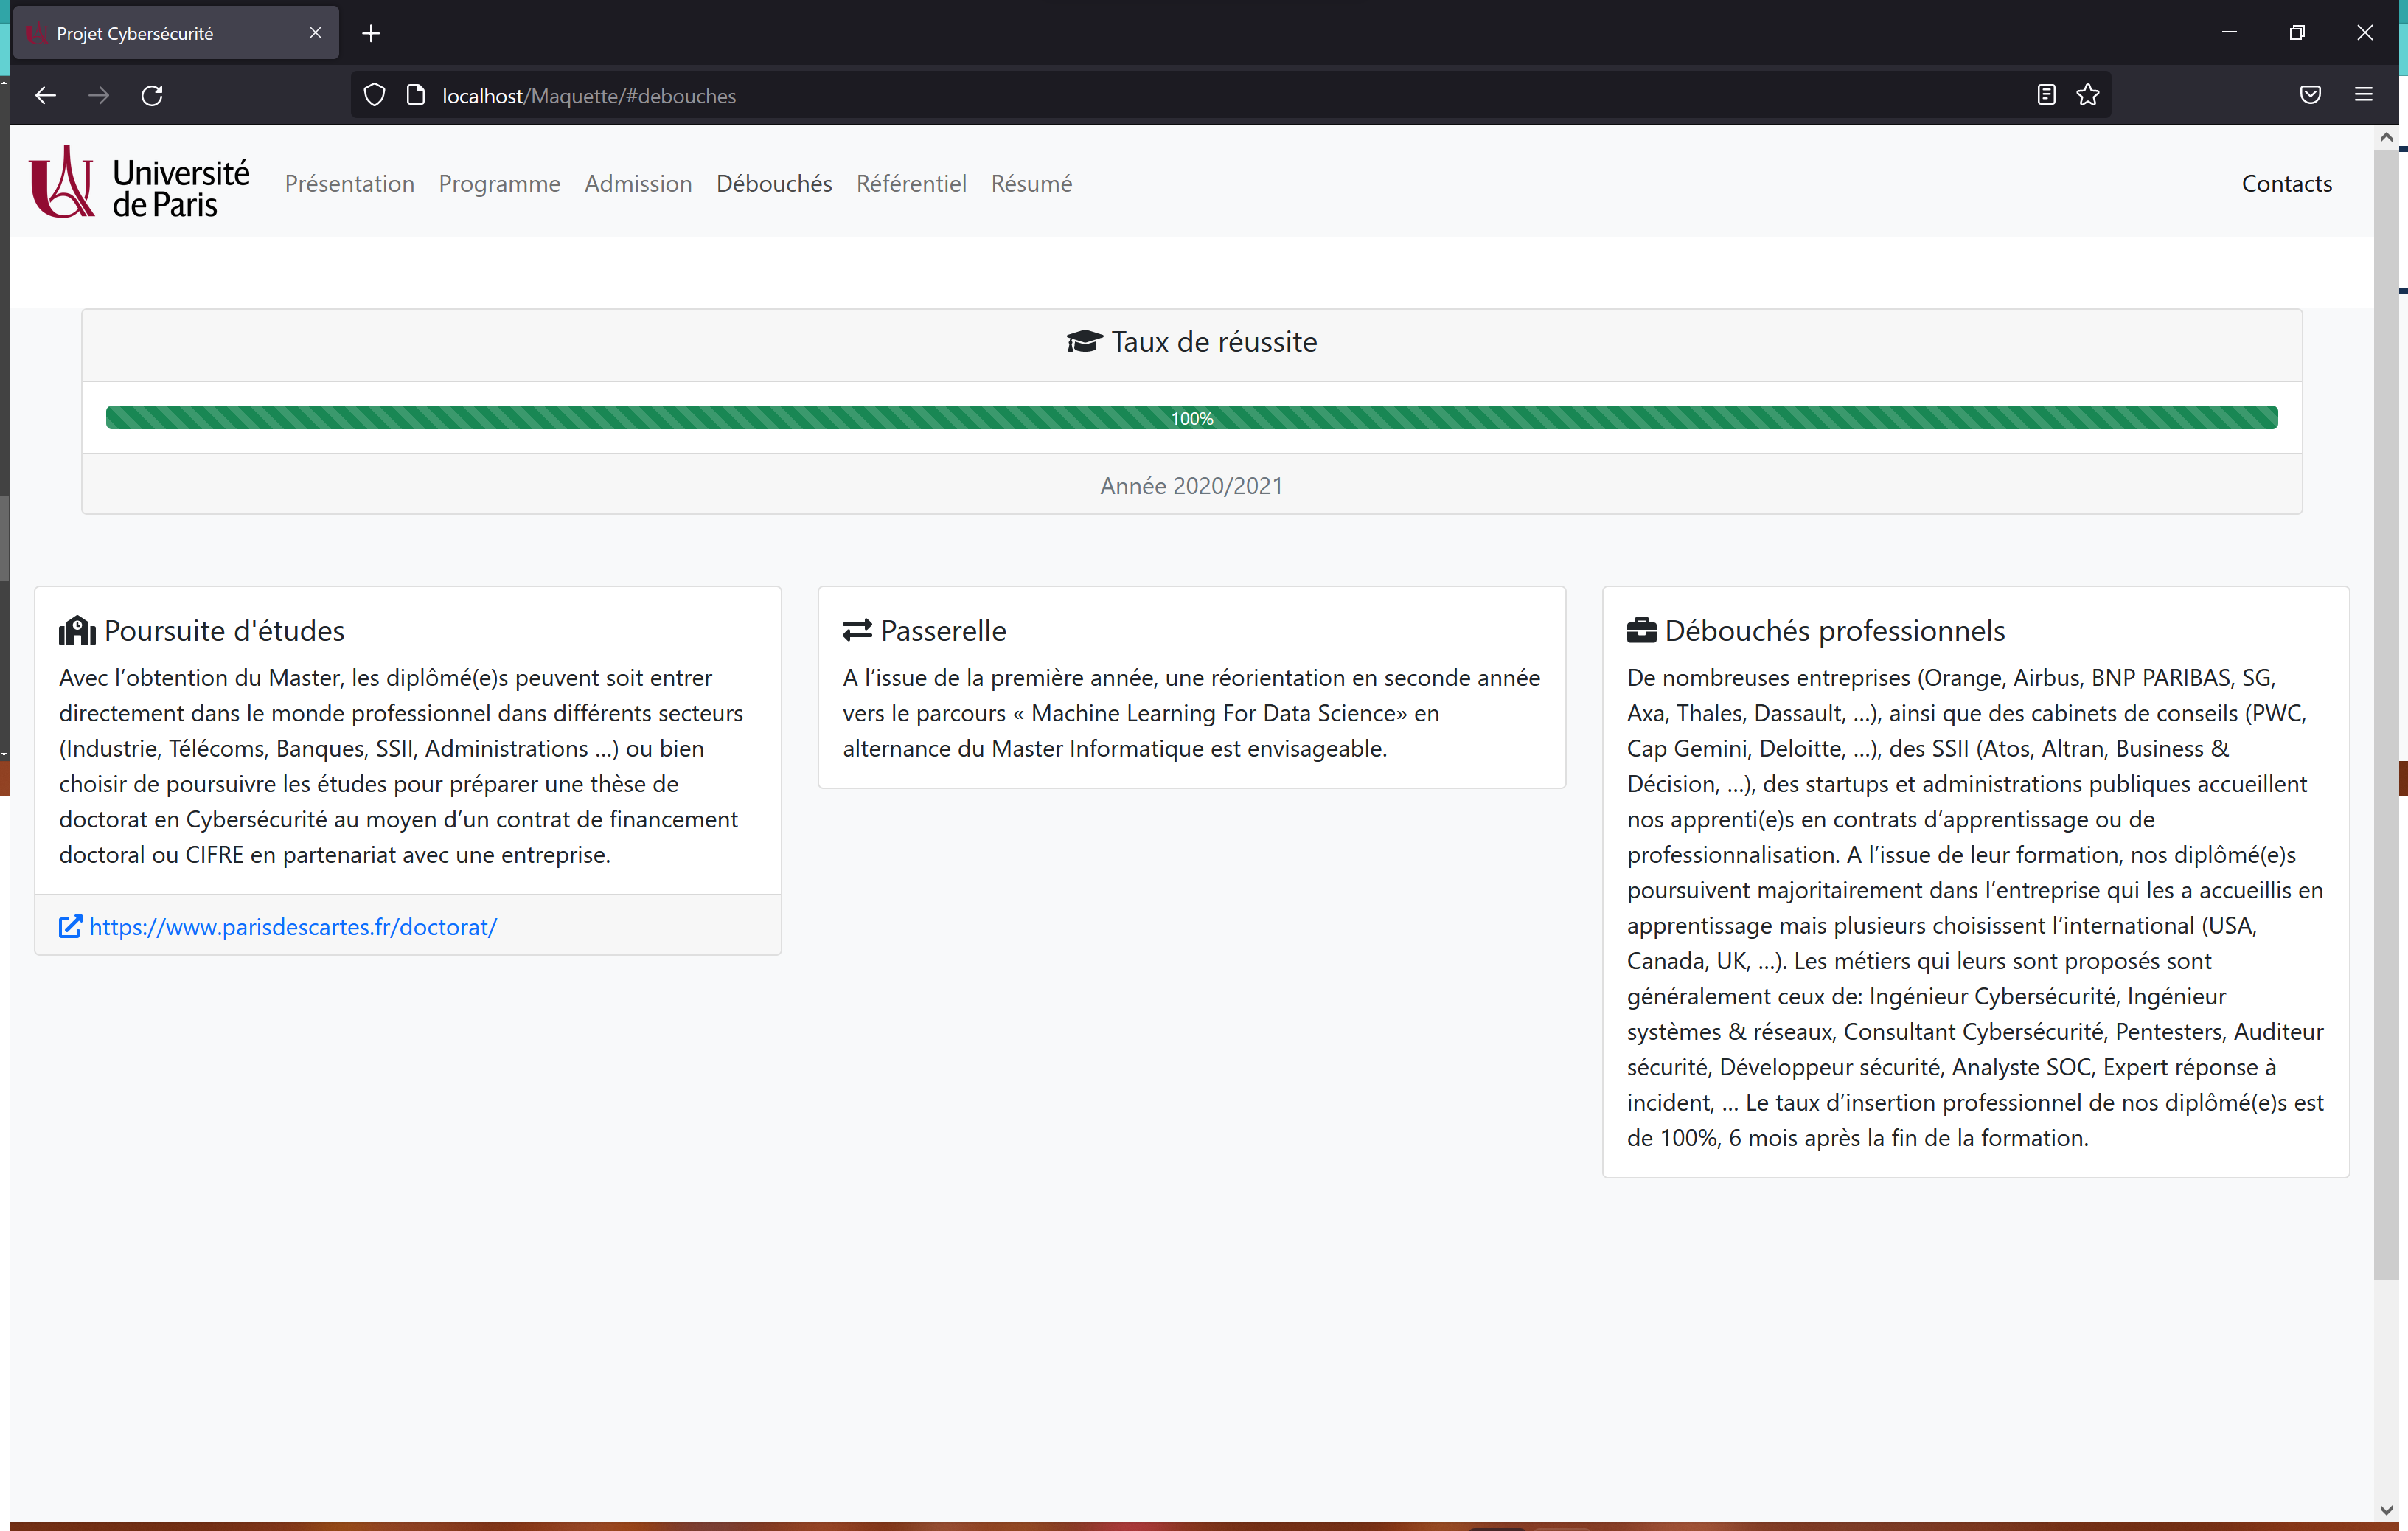 Projet Cybersécurité
localhost/Maquette/#debouches
Université
de Paris
Présentation Programme Admission Débouchés Référentiel Résumé Contacts
Taux de réussite
100%
Année 2020/2021
Poursuite d'études
Avec l’obtention du Master, les diplômé(e)s peuvent soit entrer
directement dans le monde professionnel dans différents secteurs
(Industrie, Télécoms, Banques, SSII, Administrations ...) ou bien
choisir de poursuivre les études pour préparer une thèse de
doctorat en Cybersécurité au moyen d’un contrat de financement
doctoral ou CIFRE en partenariat avec une entreprise.
https://www.parisdescartes.fr/doctorat/
Passerelle
A l’issue de la première année, une réorientation en seconde année
vers le parcours « Machine Learning For Data Science» en
alternance du Master Informatique est envisageable.
Débouchés professionnels
De nombreuses entreprises (Orange, Airbus, BNP PARIBAS, SG,
Axa, Thales, Dassault, ...), ainsi que des cabinets de conseils (PWC,
Cap Gemini, Deloitte, ...), des SSII (Atos, Altran, Business &
Décision, ...), des startups et administrations publiques accueillent
nos apprenti(e)s en contrats d’apprentissage ou de
professionnalisation. A l’issue de leur formation, nos diplômé(e)s
poursuivent majoritairement dans l’entreprise qui les a accueillis en
apprentissage mais plusieurs choisissent l’international (USA,
Canada, UK, ...). Les métiers qui leurs sont proposés sont
généralement ceux de: Ingénieur Cybersécurité, Ingénieur
systèmes & réseaux, Consultant Cybersécurité, Pentesters, Auditeur
sécurité, Développeur sécurité, Analyste SOC, Expert réponse à
incident, ... Le taux d’insertion professionnel de nos diplômé(e)s est
de 100%, 6 mois après la fin de la formation.